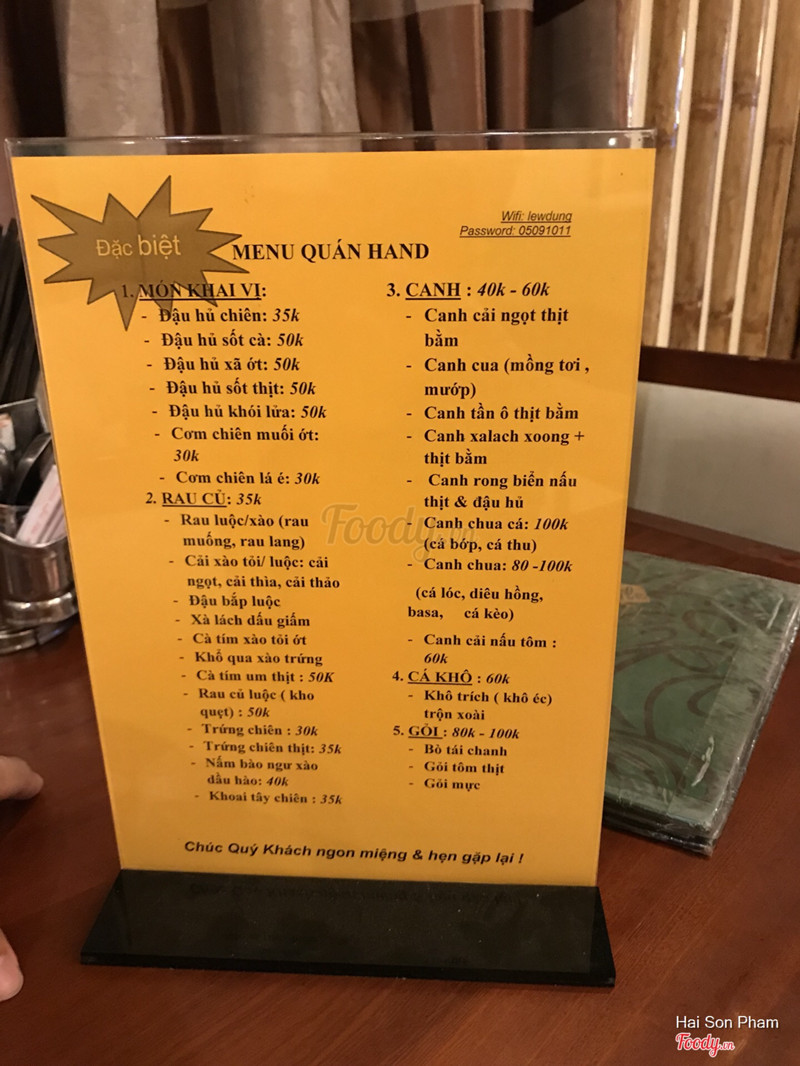 Đặc biệt
Wifi: lewdung
Password: 05091011
MENU QUÁN HAND
1. MÓN KHAI VỊ:
- Đậu hủ chiên: 35k
- Đậu hủ sốt cà: 50k
- Đậu hủ xã ớt: 50k
- Đậu hủ sốt thịt: 50k
- Đậu hủ khói lửa: 50k
- Cơm chiên muối ớt:
30k
- Cơm chiên lá é: 30k
2. RAU CỦ: 35k
- Rau luộc/xào (rau
muống, rau lang)
- Cải xào tỏi/ luộc: cải
ngọt, cải thìa, cải thảo
- Đậu bắp luộc
- Xà lách dầu giấm
- Cà tím xào tỏi ớt
- Khổ qua xào trứng
- Cà tím um thịt : 50K
- Rau củ luộc ( kho
quẹt) : 50k
- Trứng chiên : 30k
- Trứng chiên thịt: 35k
- Nấm bào ngư xào
dầu hào: 40k
- Khoai tây chiên : 35k
3. CANH : 40k - 60k
- Canh cải ngọt thịt
bằm
- Canh cua (mồng tơi ,
mướp)
- Canh tần ô thịt bằm
- Canh xalach xoong +
thịt bằm
- Canh rong biển nấu
thịt & đậu hủ
- Canh chua cá: 100k
(cá bớp, cá thu)
- Canh chua: 80 -100k
(cá lóc, diêu hồng,
basa, cá kèo)
- Canh cải nấu tôm :
60k
4. CÁ KHÔ : 60k
- Khô trích ( khô éc)
trộn xoài
5. GỎI : 80k - 100k
- Bò tái chanh
- Gỏi tôm thịt
- Gỏi mực
Chúc Quý Khách ngon miệng & hẹn gặp lại !
Foody.vn
Hai Son Pham
Foody.vn